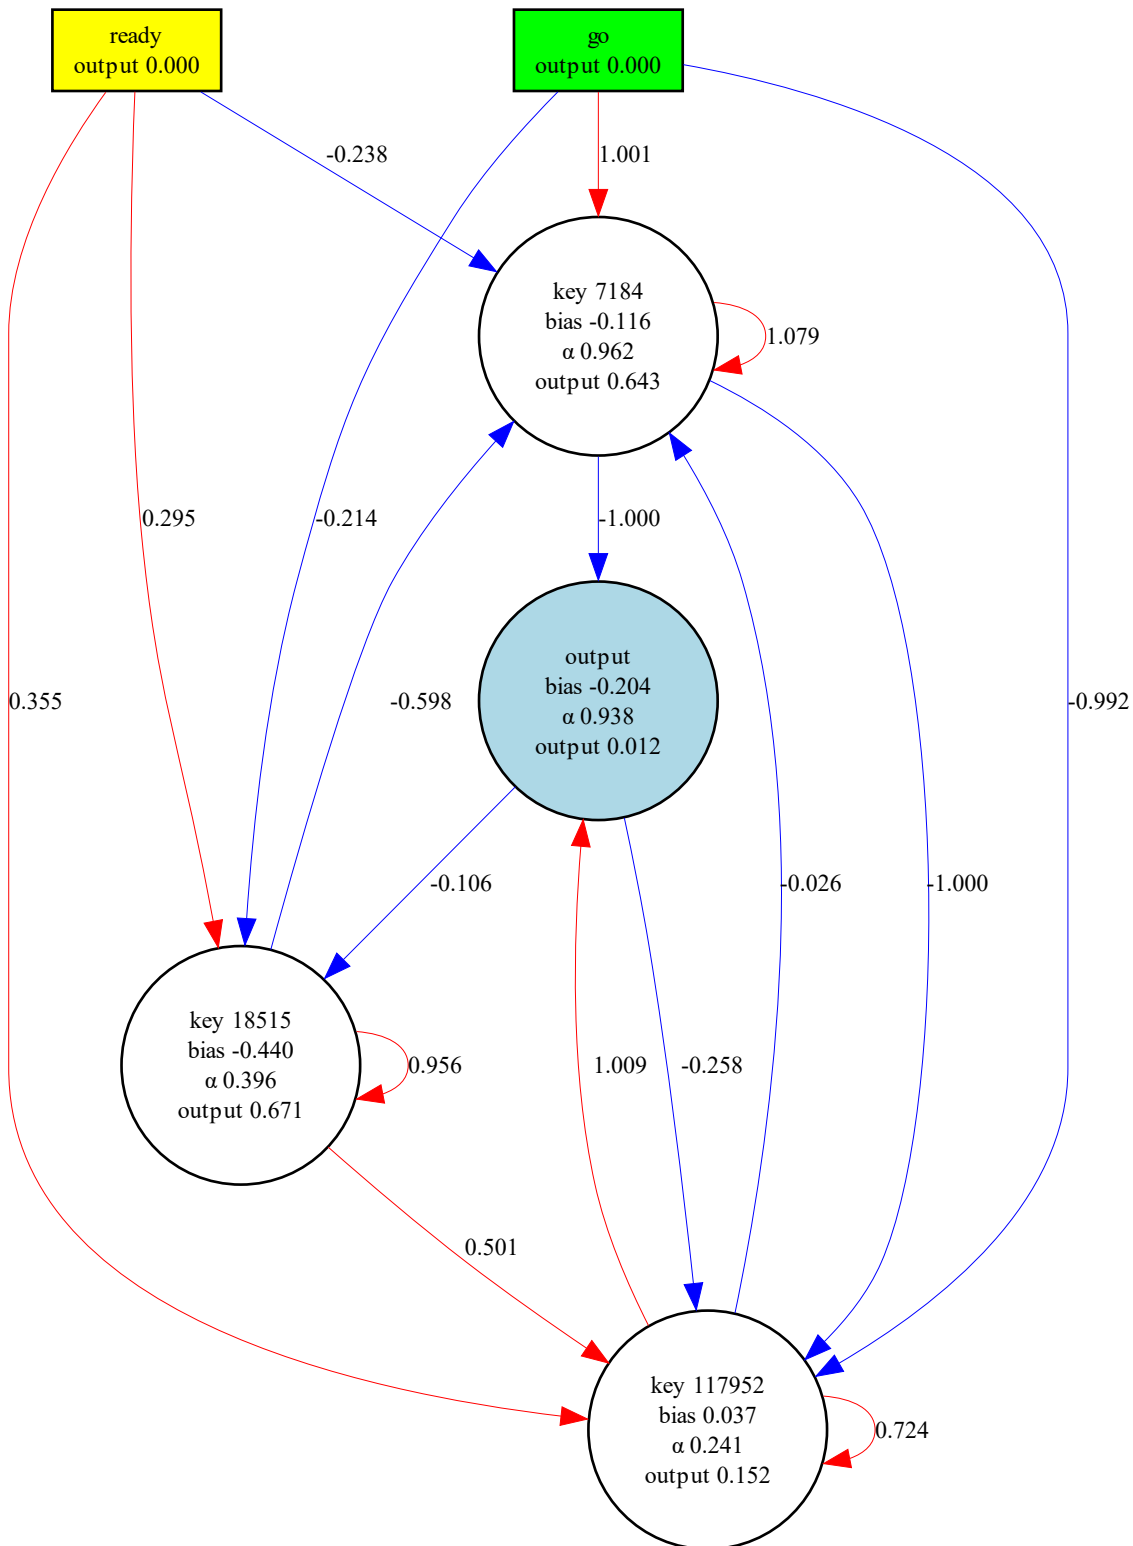 ready
output 0.000
go
output 0.000
-0.238
1.001
key 7184
bias -0.116
α 0.962
output 0.643
1.079
0.295
-0.214
-1.000
output
bias -0.204
α 0.938
output 0.012
0.355
-0.598
-0.992
-0.106
-0.026
-1.000
key 18515
bias -0.440
α 0.396
output 0.671
0.956
1.009
-0.258
0.501
key 117952
bias 0.037
α 0.241
output 0.152
0.724